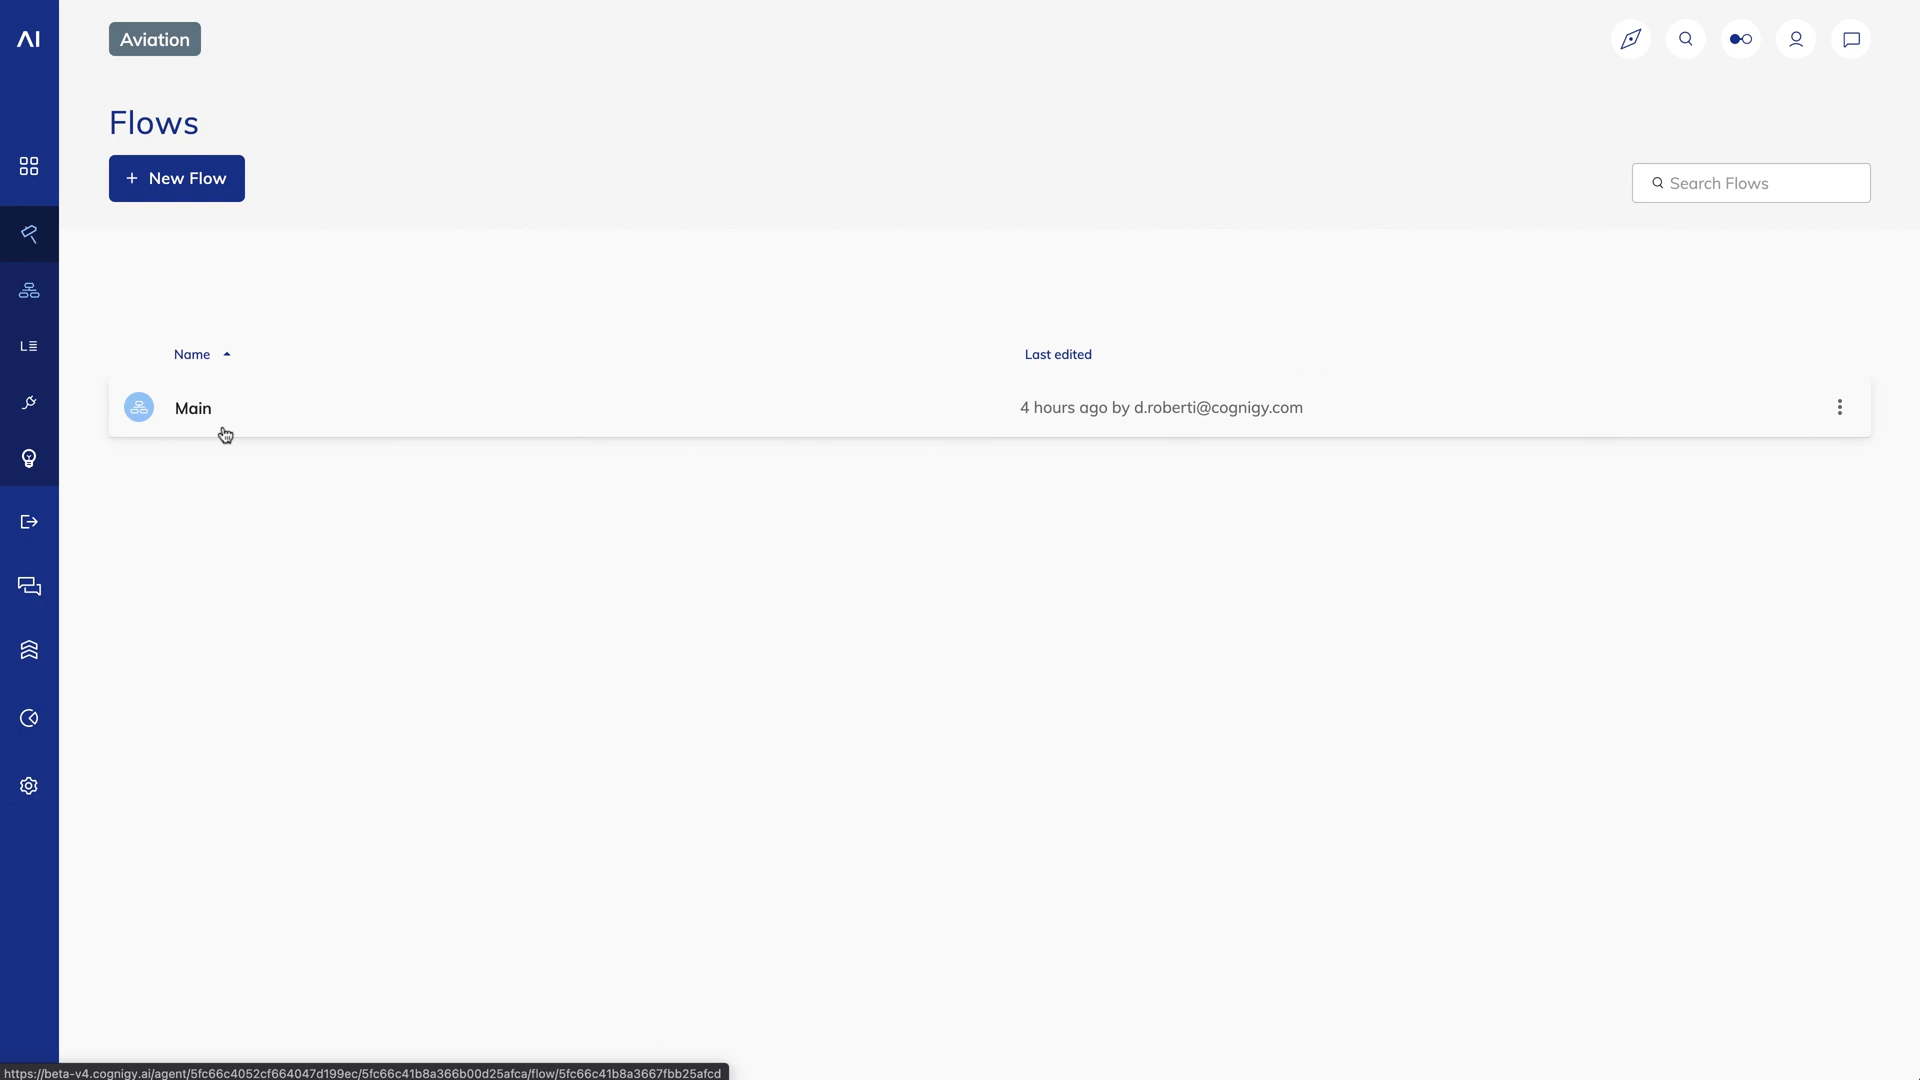 AI
Aviation
Flows
+ New Flow
Search Flows
Name
Last edited
Main
4 hours ago by d.roberti@cognigy.com
https://beta-v4.cognigy.ai/agent/5fc66c4052cf664047d199ec/5fc66c41b8a366b00d25afca/flow/5fc66c41b8a3667fbb25afcd